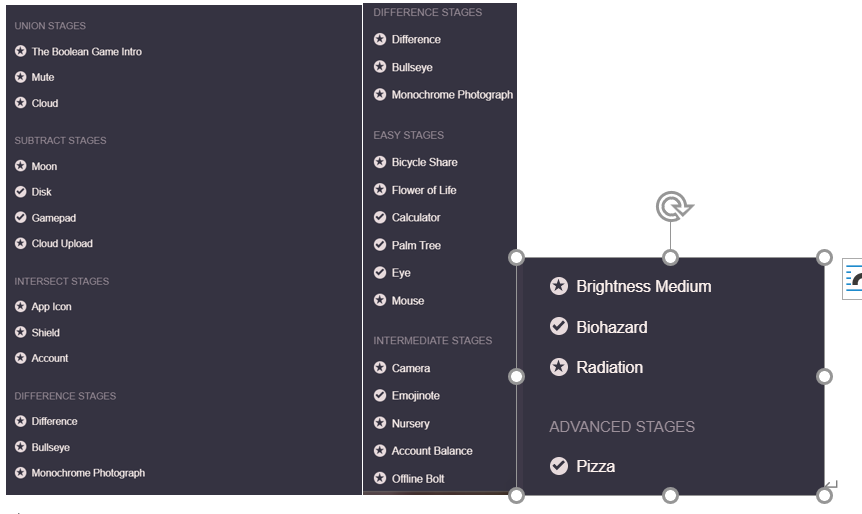 UNION STAGES
The Boolean Game Intro
Mute
Cloud
SUBTRACT STAGES
Moon
Disk
Gamepad
Cloud Upload
INTERSECT STAGES
App Icon
Shield
Account
DIFFERENCE STAGES
Difference
Bullseye
Monochrome Photograph
DIFFERENCE STAGES
Difference
Bullseye
Monochrome Photograph
EASY STAGES
Bicycle Share
Flower of Life
Calculator
Palm Tree
Eye
Mouse
INTERMEDIATE STAGES
Camera
Emojinote
Nursery
Account Balance
Offline Bolt
Brightness Medium
Biohazard
Radiation
ADVANCED STAGES
Pizza